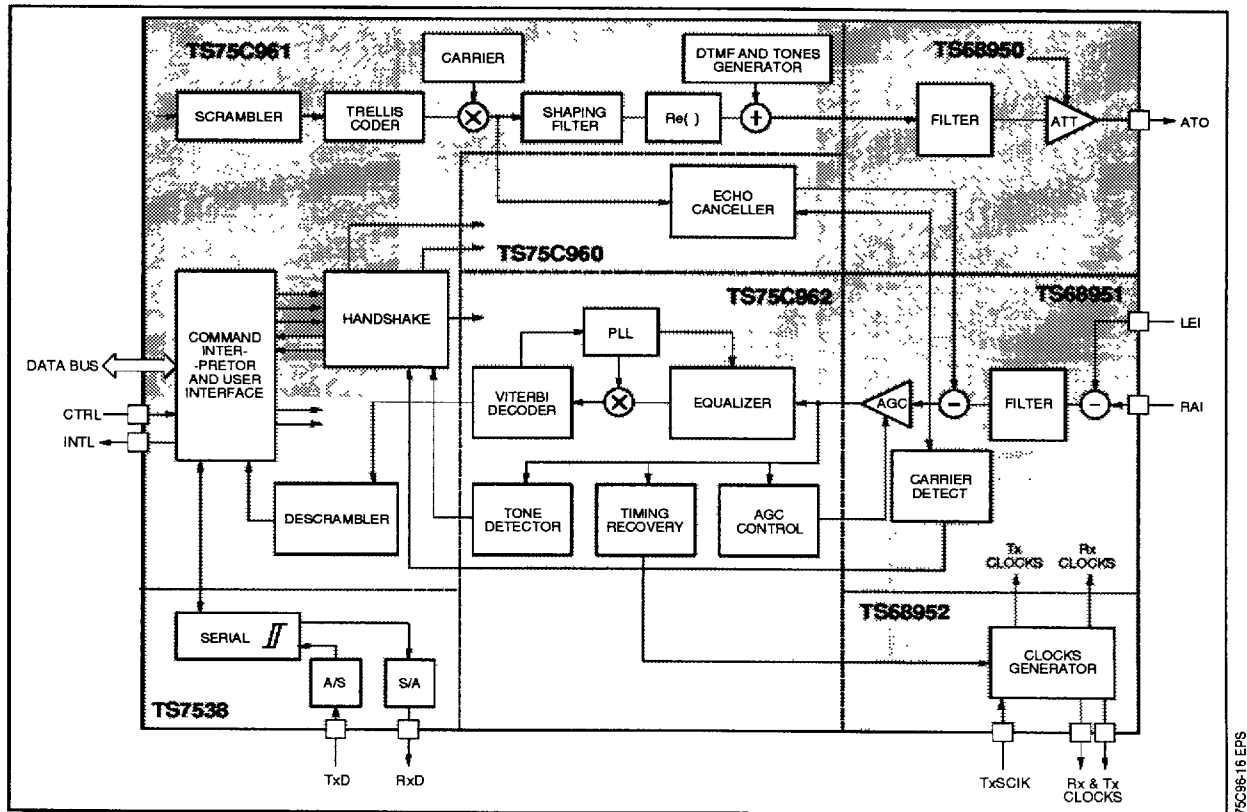 TS75C961
TS68950
CARRIER
DTMF AND TONES
GENERATOR
SCRAMBLER
TRELLIS
CODER
SHAPING
FILTER
Re( )
FILTER
ATT
ATO
ECHO
CANCELLER
TS75C960
TS75C962
TS68951
COMMAND
INTER-
-PRETOR
AND USER
INTERFACE
HANDSHAKE
PLL
LEI
DATA BUS
VITERBI
DECODER
EQUALIZER
AGC
FILTER
RAI
CTRL
INTL
DESCRAMBLER
TONE
DETECTOR
TIMING
RECOVERY
AGC
CONTROL
CARRIER
DETECT
Tx
CLOCKS
Rx
CLOCKS
TS68952
SERIAL
CLOCKS
GENERATOR
A/S
S/A
TS7538
TxD
RxD
TxSClK
Rx & Tx
CLOCKS
75C96-16 EPS